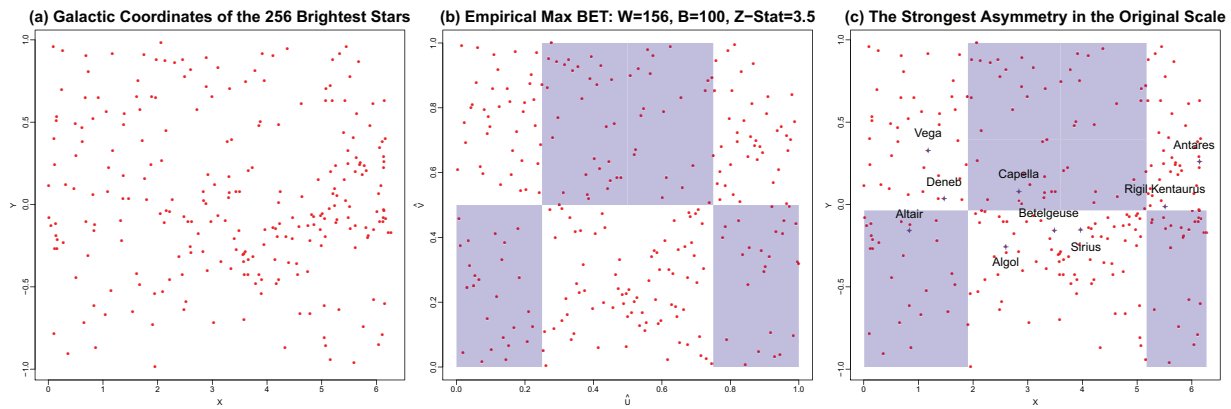 (a) Galactic Coordinates of the 256 Brightest Stars
1.0
0.5
0.0
−0.5
−1.0
Y
0 1 2 3 4 5 6
X
(b) Empirical Max BET: W=156, B=100, Z−Stat=3.5
1.0
0.8
0.6
0.4
0.2
0.0
V̂
0.0 0.2 0.4 0.6 0.8 1.0
Û
(c) The Strongest Asymmetry in the Original Scale
1.0
0.5
0.0
−0.5
−1.0
Y
Vega
Antares
Capella
Deneb
Rigil Kentaurus
Altair
Betelgeuse
Sirius
Algol
0 1 2 3 4 5 6
X